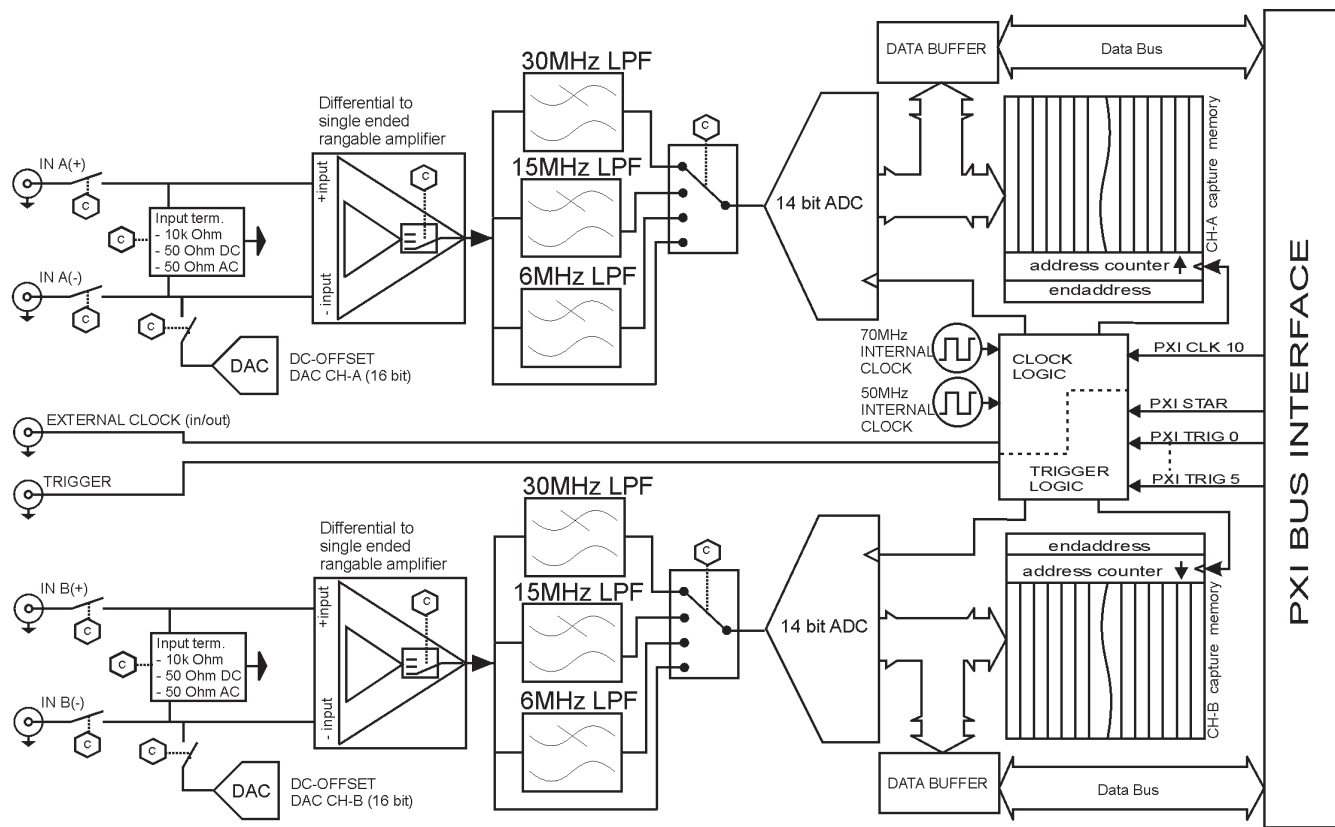 30MHz LPF
DATA BUFFER
Data Bus
Differential to
single ended
rangable amplifier
C
CH-A capture memory
IN A(+)
C
+input
C
15MHz LPF
14 bit ADC
Input term.
- 10k Ohm
- 50 Ohm DC
- 50 Ohm AC
C
IN A(-)
C
- input
6MHz LPF
address counter
endaddress
C
DAC
DC-OFFSET
DAC CH-A (16 bit)
70MHz
INTERNAL
CLOCK
CLOCK
LOGIC
PXI CLK 10
50MHz
INTERNAL
CLOCK
PXI STAR
EXTERNAL CLOCK (in/out)
PXI TRIG 0
TRIGGER
TRIGGER
LOGIC
PXI TRIG 5
PXI BUS INTERFACE
30MHz LPF
Differential to
single ended
rangable amplifier
C
endaddress
address counter
IN B(+)
C
+input
C
15MHz LPF
14 bit ADC
CH-B capture memory
Input term.
- 10k Ohm
- 50 Ohm DC
- 50 Ohm AC
C
IN B(-)
C
- input
6MHz LPF
C
DAC
DC-OFFSET
DAC CH-B (16 bit)
DATA BUFFER
Data Bus